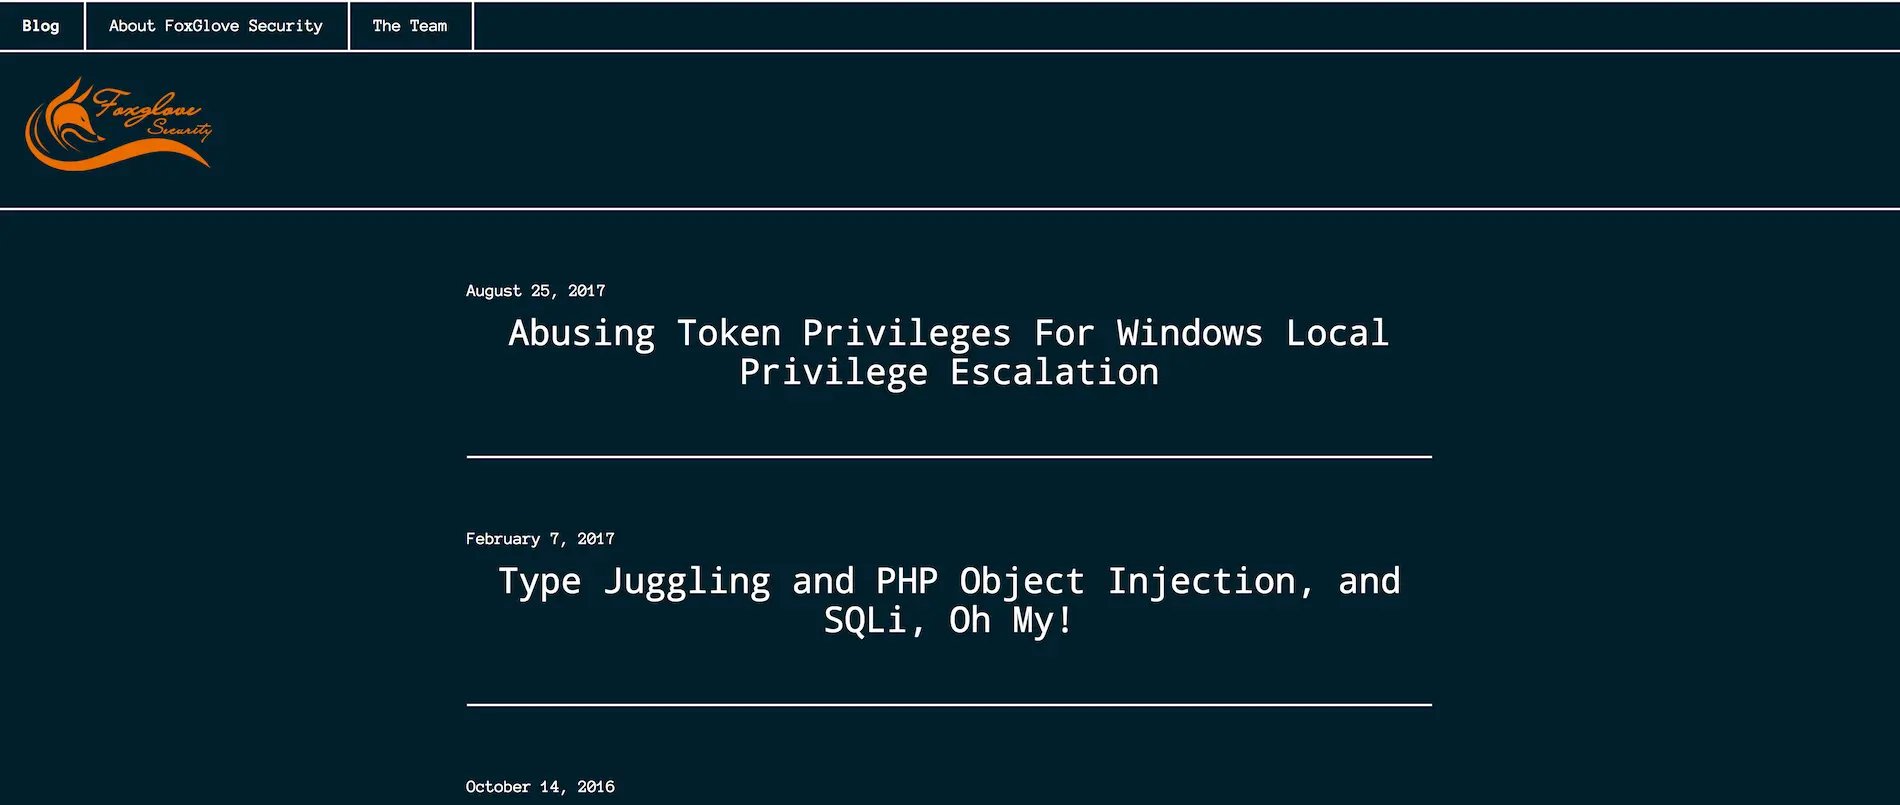 Blog
About FoxGlove Security
The Team
Foxglove
Security
August 25, 2017
Abusing Token Privileges For Windows Local
Privilege Escalation
February 7, 2017
Type Juggling and PHP Object Injection, and
SQLi, Oh My!
October 14, 2016